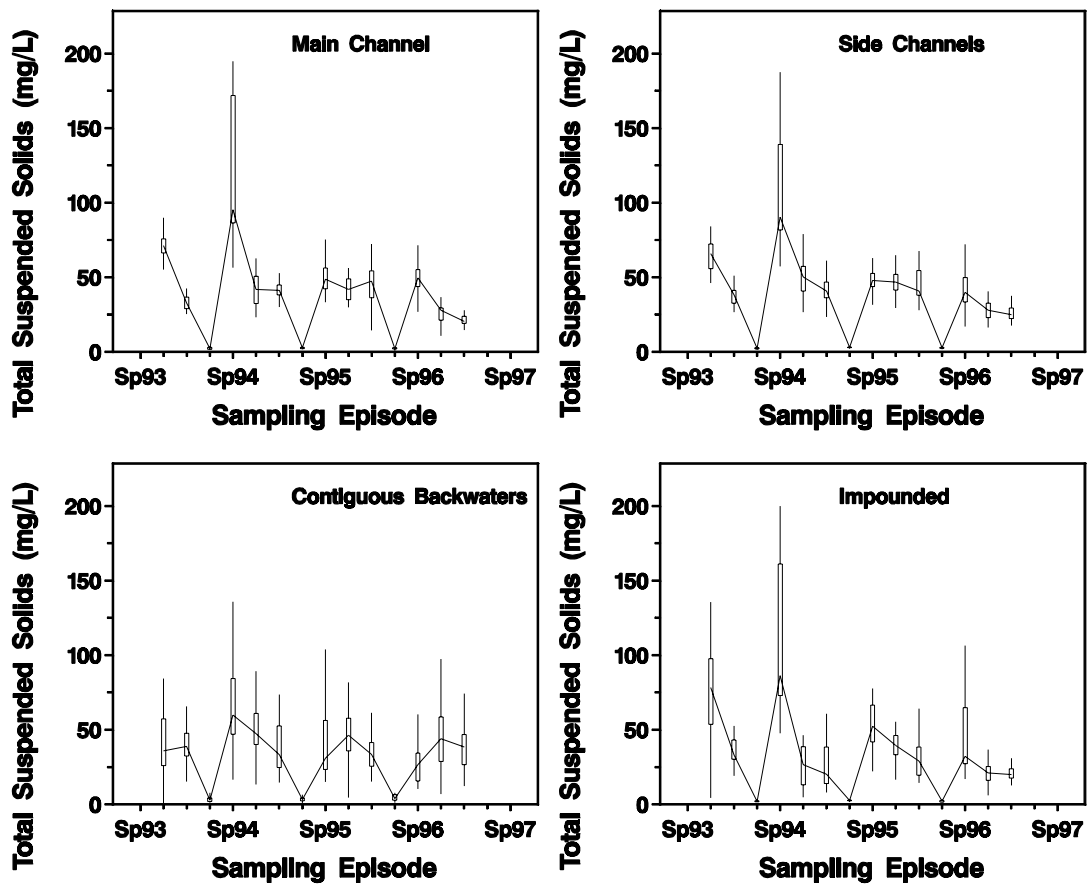 Total Suspended Solids (mg/L)
200
150
100
50
0
Main Channel
Sp93 Sp94 Sp95 Sp96 Sp97
Sampling Episode
Total Suspended Solids (mg/L)
200
150
100
50
0
Side Channels
Sp93 Sp94 Sp95 Sp96 Sp97
Sampling Episode
Total Suspended Solids (mg/L)
200
150
100
50
0
Contiguous Backwaters
Sp93 Sp94 Sp95 Sp96 Sp97
Sampling Episode
Total Suspended Solids (mg/L)
200
150
100
50
0
Impounded
Sp93 Sp94 Sp95 Sp96 Sp97
Sampling Episode